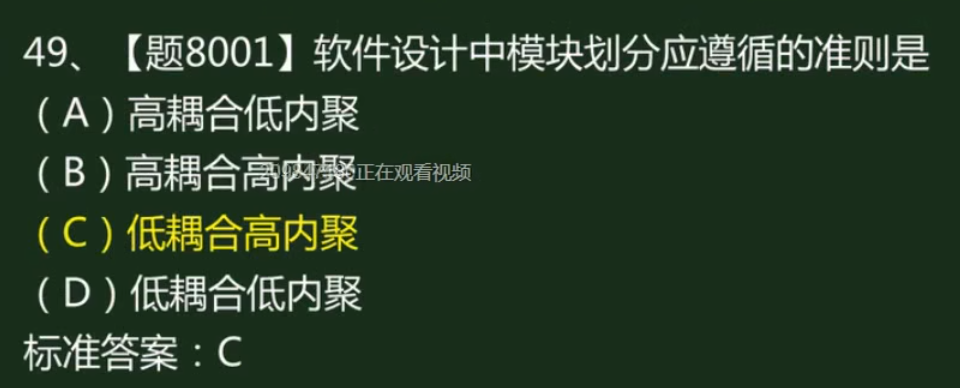 49、【题8001】软件设计中模块划分应遵循的准则是
（A）高耦合低内聚
（B）高耦合高内聚
正在观看视频
（C）低耦合高内聚
（D）低耦合低内聚
标准答案：C